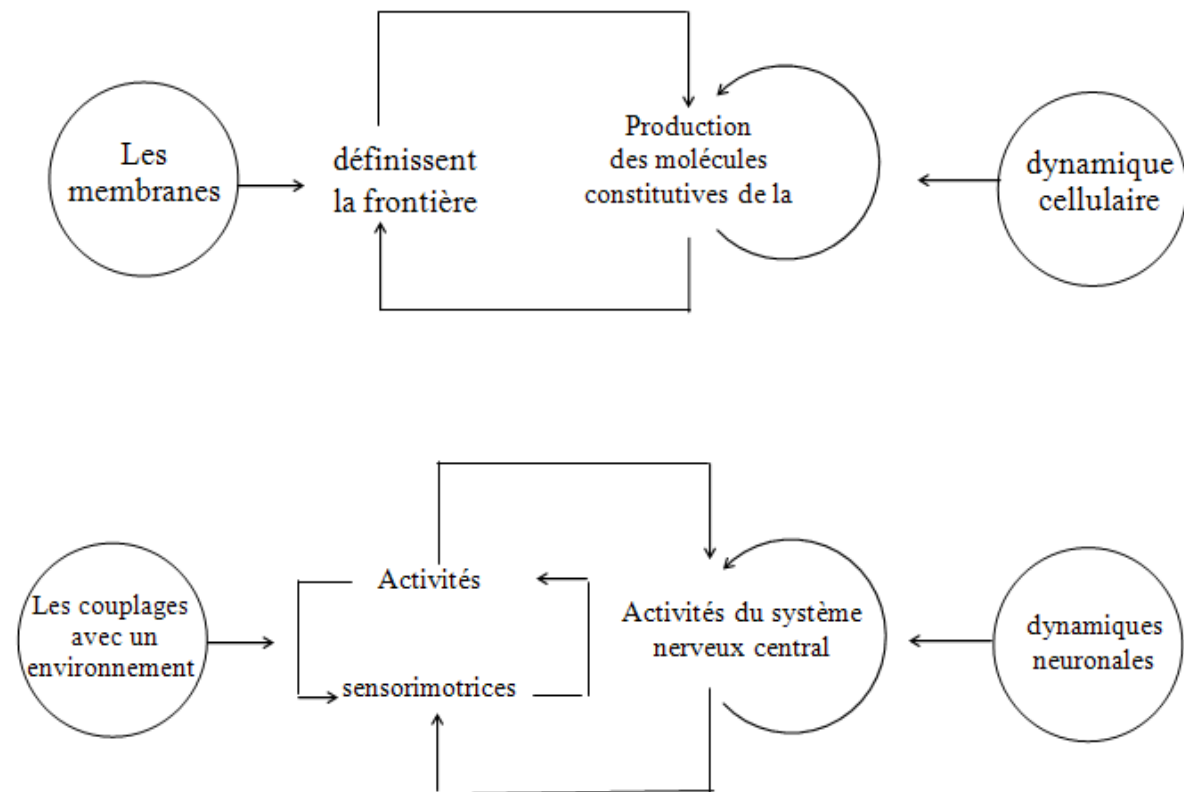 Les
membranes
définissent
la frontière
Production
des molécules
constitutives de la
dynamique
cellulaire
Les couplages
avec un
environnement
Activités
sensorimotrices
Activités du système
nerveux central
dynamiques
neuronales